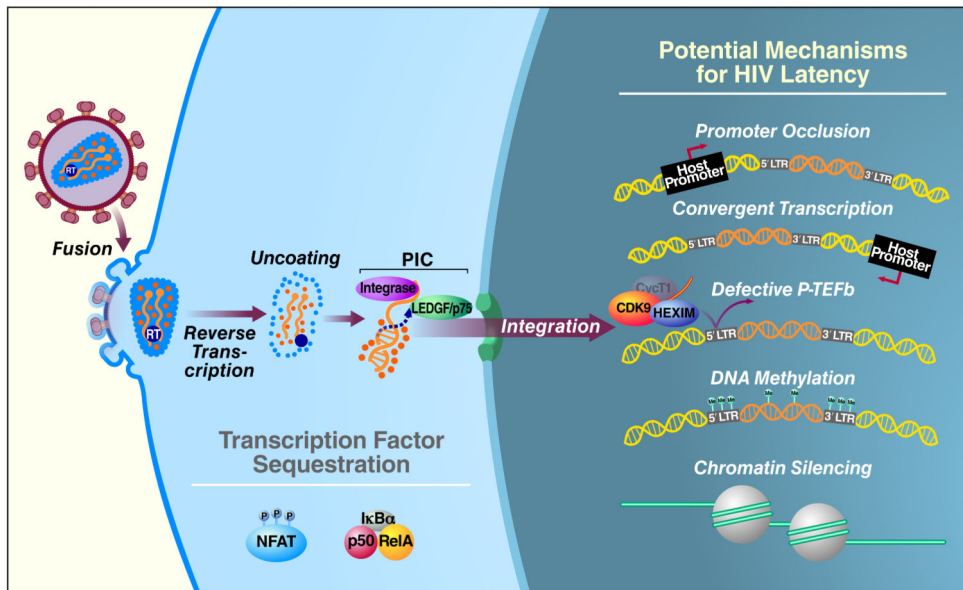 Potential Mechanisms
for HIV Latency
Promoter Occlusion
Host
Promoter
5´ LTR
3´ LTR
Convergent Transcription
5´ LTR
3´ LTR
Host
Promoter
RT
Fusion
RT
Reverse
Trans-
cription
Uncoating
PIC
Integrase
LEDGF/p75
Integration
CycT1
CDK9
HEXIM
Defective P-TEFb
5´ LTR
3´ LTR
DNA Methylation
Me Me Me
Me
Me
Me Me Me
5´ LTR
3´ LTR
Chromatin Silencing
Transcription Factor
Sequestration
P P P
NFAT
IκBα
p50
RelA